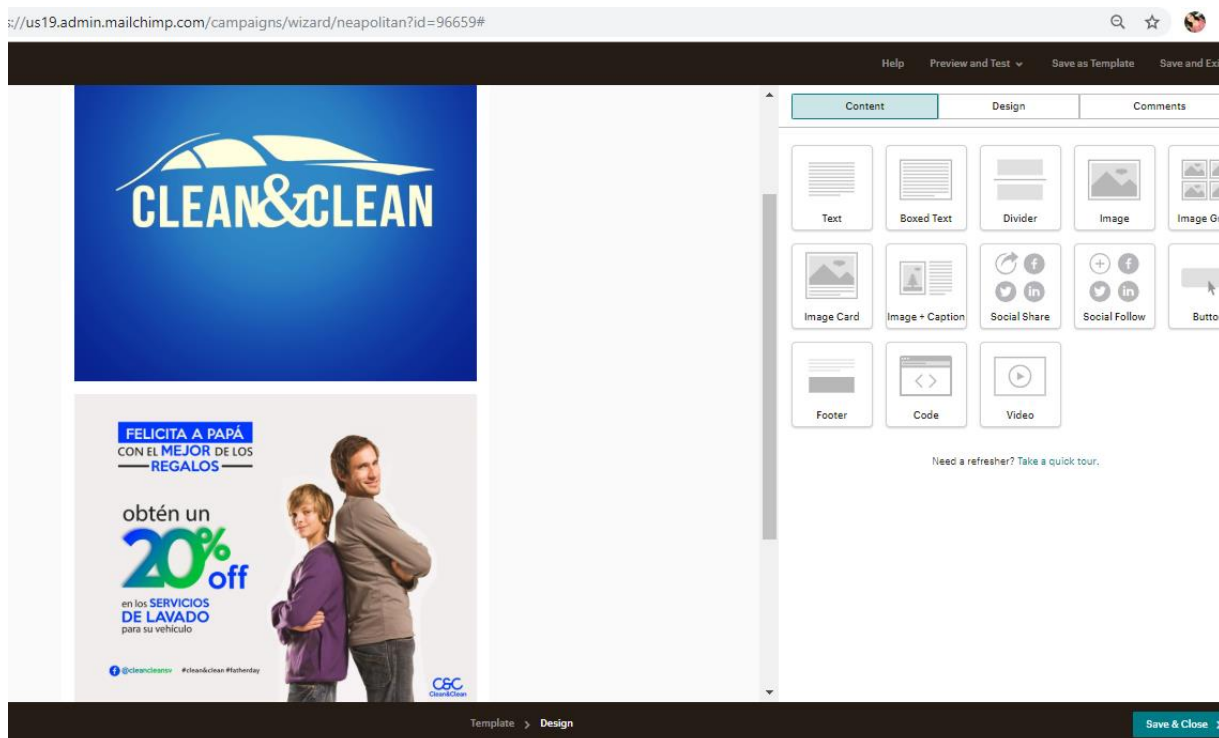 s://us19.admin.mailchimp.com/campaigns/wizard/neapolitan?id=96659#
Help Preview and Test Save as Template Save and Exi
CLEAN&CLEAN
FELICITA A PAPÁ
CON EL MEJOR DE LOS
REGALOS
obtén un
20%
off
en los SERVICIOS
DE LAVADO
para su vehículo
@cleancleansv #clean&clean #fatherday
C&C
Clean&Clean
Content Design Comments
Text Boxed Text Divider Image Image G
Image Card Image + Caption Social Share Social Follow Butto
Footer Code Video
Need a refresher? Take a quick tour.
Template > Design
Save & Close